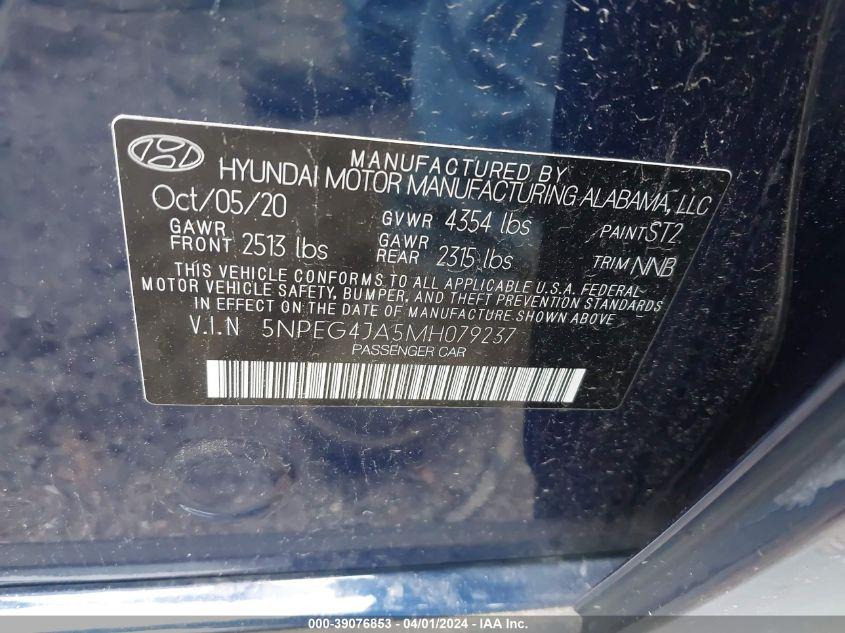 MANUFACTURED BY
HYUNDAI MOTOR MANUFACTURING ALABAMA, LLC
Oct/05/20 GVWR 4354 lbs PAINT ST2
GAWR FRONT 2513 lbs GAWR REAR 2315 lbs TRIM NNB
THIS VEHICLE CONFORMS TO ALL APPLICABLE U.S.A. FEDERAL
MOTOR VEHICLE SAFETY, BUMPER, AND THEFT PREVENTION STANDARDS
IN EFFECT ON THE DATE OF MANUFACTURE SHOWN ABOVE
V.I.N 5NPEG4JA5MH079237
PASSENGER CAR
000-39076853 - 04/01/2024 - IAA Inc.